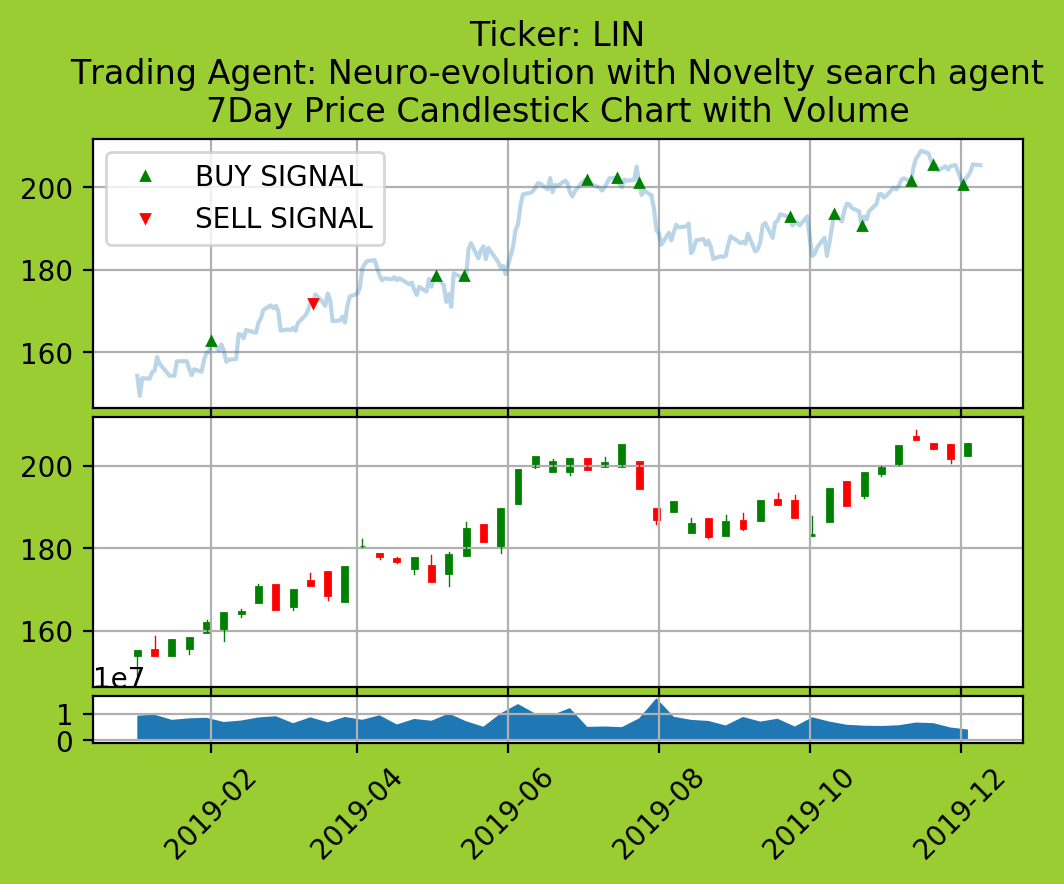 Ticker: LIN
Trading Agent: Neuro-evolution with Novelty search agent
7Day Price Candlestick Chart with Volume
BUY SIGNAL
SELL SIGNAL
200
180
160
200
180
160
1e7
1
0
2019-02
2019-04
2019-06
2019-08
2019-10
2019-12